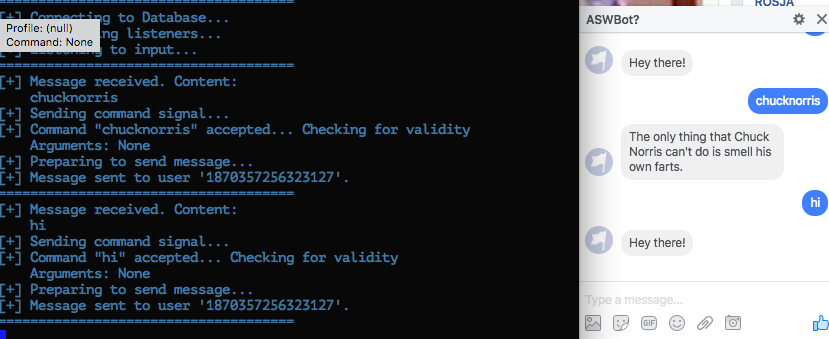 =====================================
[+] Connecting to Database...
ing listeners...
Listening to input...
Profile: (null)
Command: None
=====================================
[+] Message received. Content:
chucknorris
[+] Sending command signal...
[+] Command "chucknorris" accepted... Checking for validity
Arguments: None
[+] Preparing to send message...
[+] Message sent to user '1870357256323127'.
=====================================
[+] Message received. Content:
hi
[+] Sending command signal...
[+] Command "hi" accepted... Checking for validity
Arguments: None
[+] Preparing to send message...
[+] Message sent to user '1870357256323127'.
=====================================
ROSJA
ASWBot?
Hey there!
chucknorris
The only thing that Chuck
Norris can't do is smell his
own farts.
hi
Hey there!
Type a message...
GIF